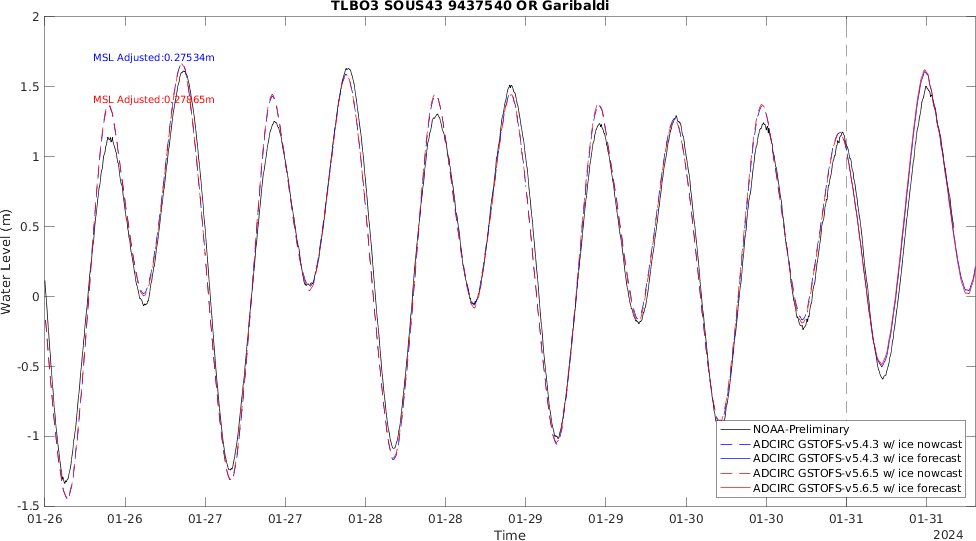 TLBO3 SOUS43 9437540 OR Garibaldi
2
1.5
1
0.5
0
-0.5
-1
-1.5
Water Level (m)
MSL Adjusted:0.27534m
MSL Adjusted:0.27865m
NOAA-Preliminary
ADCIRC GSTOFS-v5.4.3 w/ ice nowcast
ADCIRC GSTOFS-v5.4.3 w/ ice forecast
ADCIRC GSTOFS-v5.6.5 w/ ice nowcast
ADCIRC GSTOFS-v5.6.5 w/ ice forecast
01-26 01-26 01-27 01-27 01-28 01-28 01-29 01-29 01-30 01-30 01-31 01-31
Time
2024